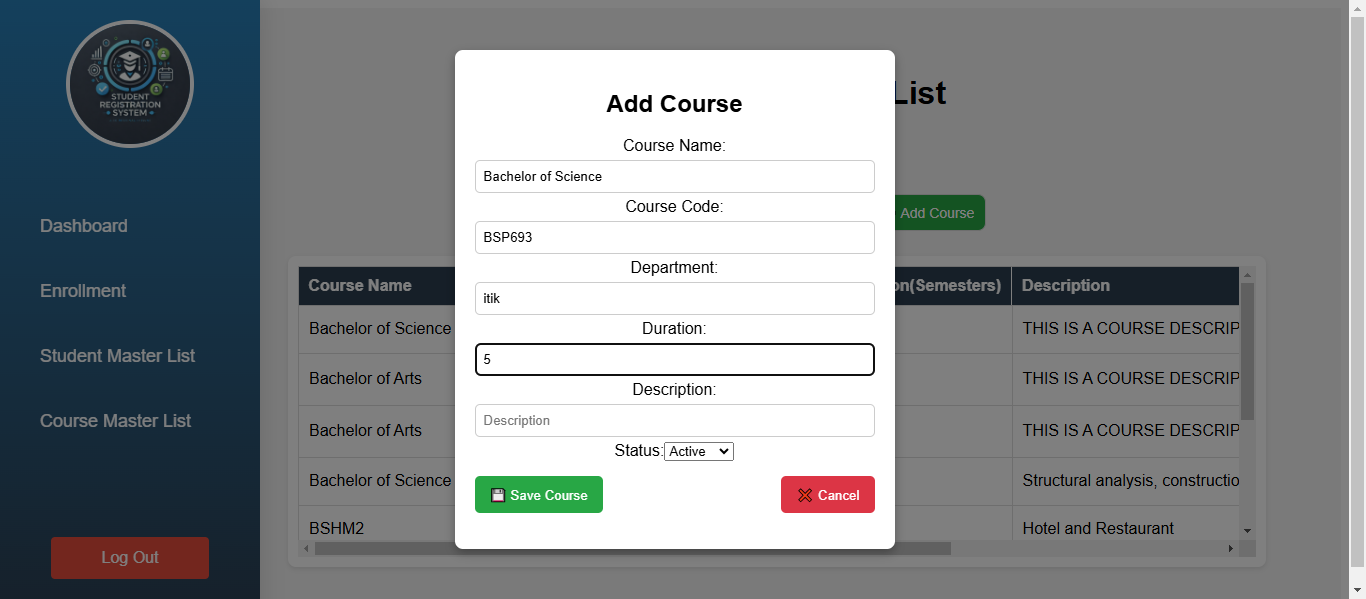 STUDENT
REGISTRATION
SYSTEM
Dashboard
Enrollment
Student Master List
Course Master List
Log Out
List
Add Course
Course Name
on(Semesters)
Description
Bachelor of Science
THIS IS A COURSE DESCRIP
Bachelor of Arts
THIS IS A COURSE DESCRIP
Bachelor of Arts
THIS IS A COURSE DESCRIP
Bachelor of Science
Structural analysis, constructio
BSHM2
Hotel and Restaurant
Add Course
Course Name:
Bachelor of Science
Course Code:
BSP693
Department:
itik
Duration:
5
Description:
Description
Status: Active
Save Course
Cancel